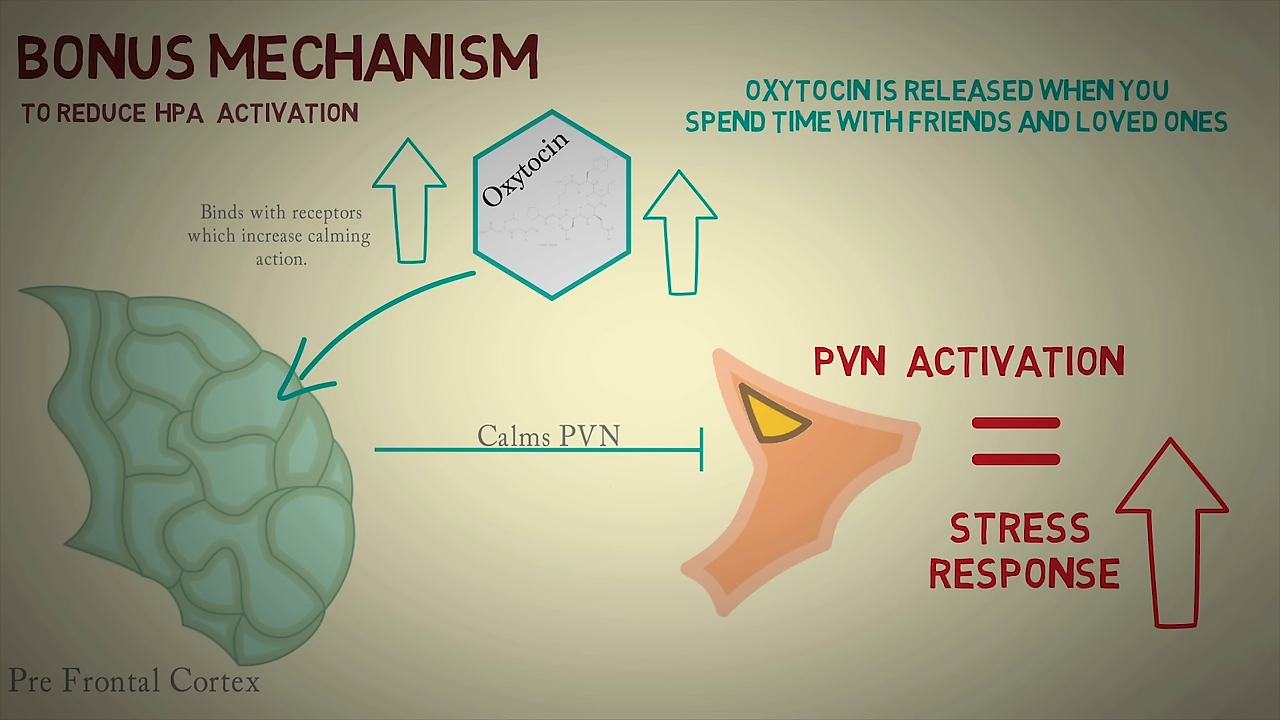 BONUS MECHANISM
TO REDUCE HPA ACTIVATION
OXYTOCIN IS RELEASED WHEN YOU
SPEND TIME WITH FRIENDS AND LOVED ONES
Oxytocin
Binds with receptors
which increase calming
action.
PVN ACTIVATION
Calms PVN
STRESS
RESPONSE
Pre Frontal Cortex